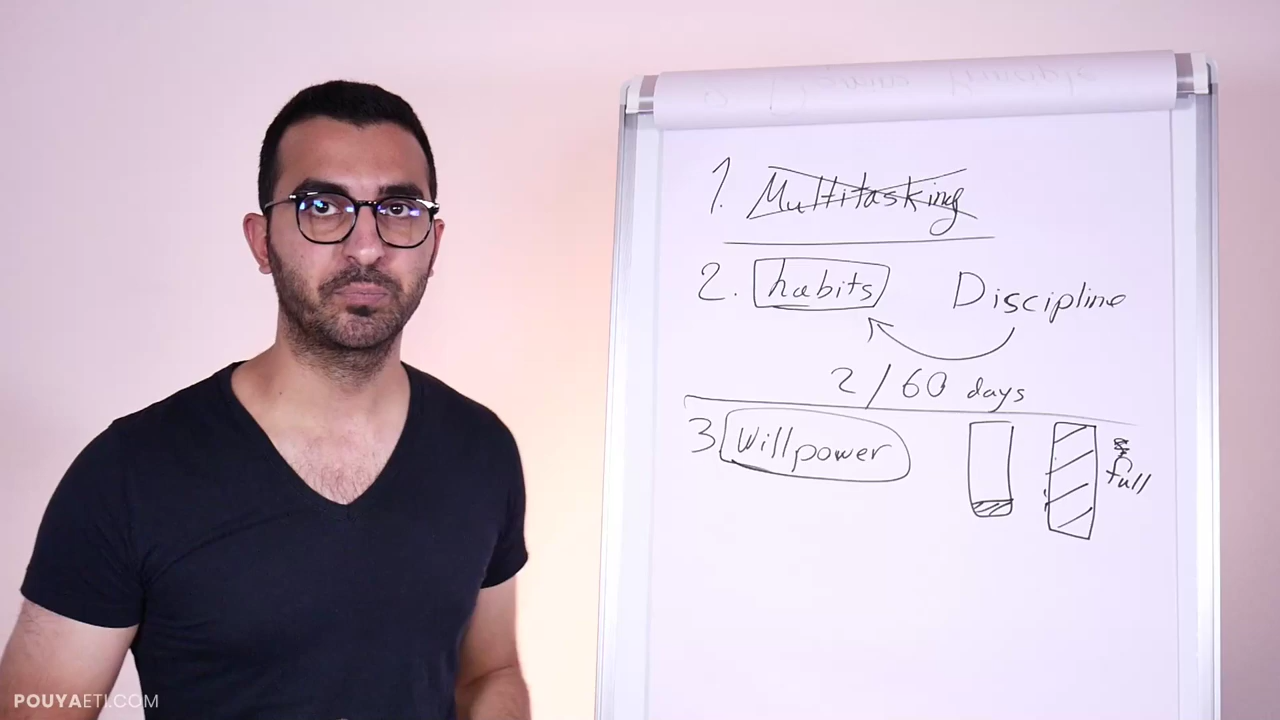 1. Multitasking
2. habits Discipline
2/60 days
3 Willpower
full
POUYAETI.COM